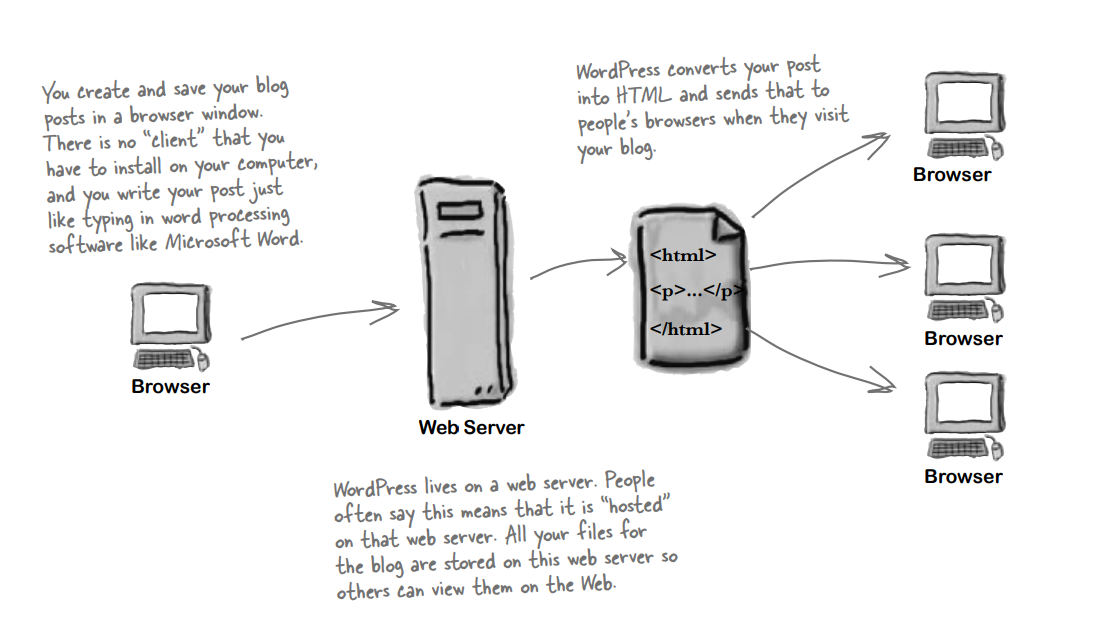 You create and save your blog
posts in a browser window.
There is no “client” that you
have to install on your computer,
and you write your post just
like typing in word processing
software like Microsoft Word.
Browser
Web Server
WordPress lives on a web server. People
often say this means that it is “hosted”
on that web server. All your files for
the blog are stored on this web server so
others can view them on the Web.
WordPress converts your post
into HTML and sends that to
people’s browsers when they visit
your blog.
<html>
<p>...</p>
</html>
Browser
Browser
Browser